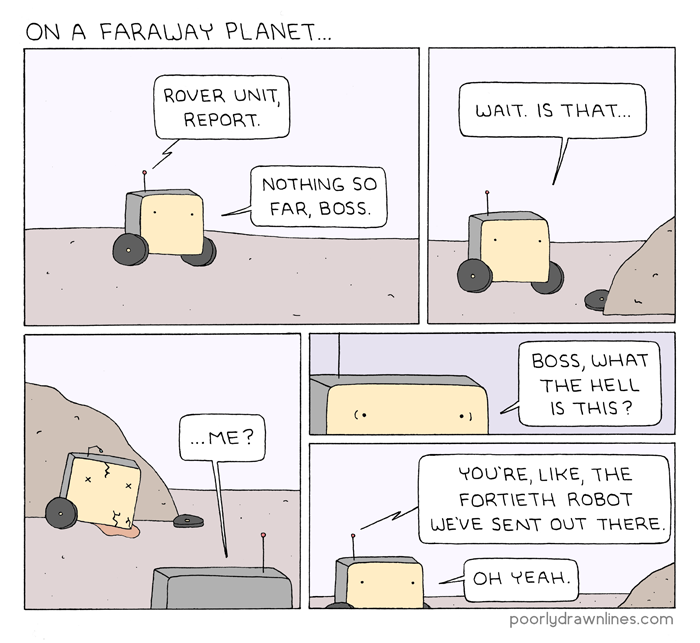 ON A FARAWAY PLANET...
ROVER UNIT,
REPORT.
NOTHING SO
FAR, BOSS.
WAIT. IS THAT...
...ME?
BOSS, WHAT
THE HELL
IS THIS?
YOU'RE, LIKE, THE
FORTIETH ROBOT
WE'VE SENT OUT THERE.
OH YEAH.
poorlydrawnlines.com